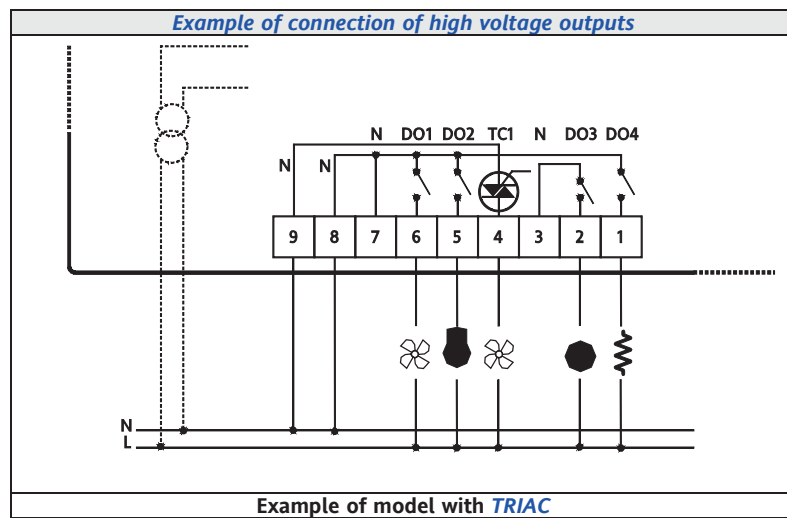 Example of connection of high voltage outputs
N DO1 DO2 TC1 N DO3 DO4
N N
9 8 7 6 5 4 3 2 1
N
L
Example of model with TRIAC